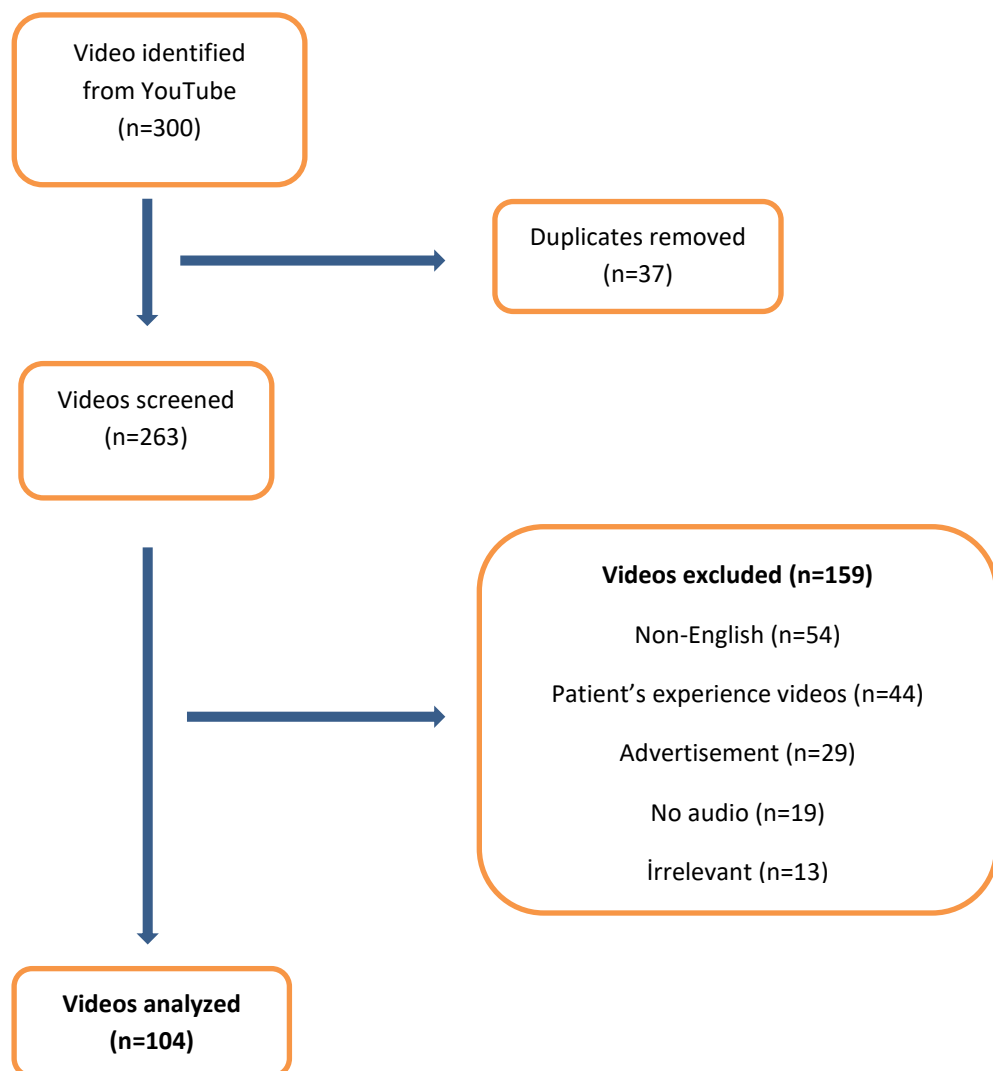 Video identified
from YouTube
(n=300)
Duplicates removed
(n=37)
Videos screened
(n=263)
Videos excluded (n=159)
Non-English (n=54)
Patient’s experience videos (n=44)
Advertisement (n=29)
No audio (n=19)
İrrelevant (n=13)
Videos analyzed
(n=104)